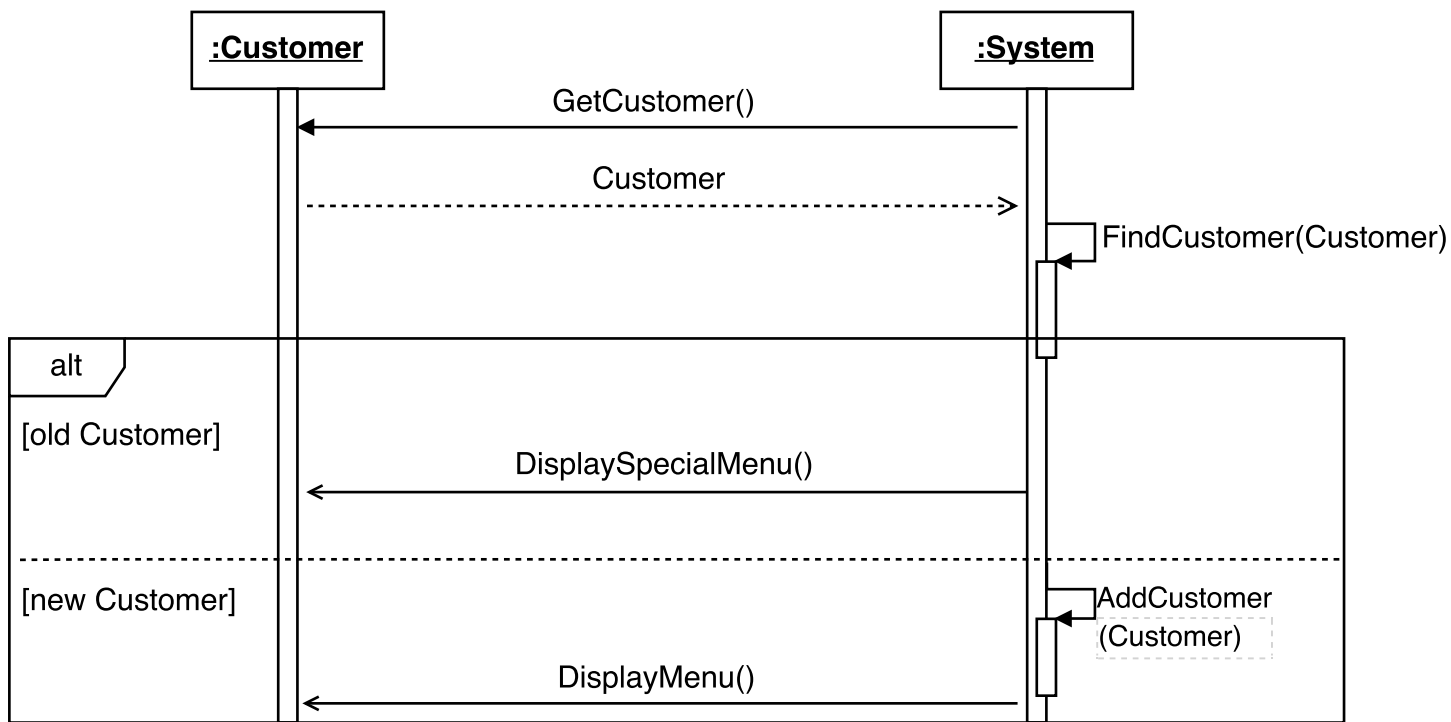 :Customer
:System
GetCustomer()
Customer
FindCustomer(Customer)
alt
[old Customer]
DisplaySpecialMenu()
[new Customer]
AddCustomer
(Customer)
DisplayMenu()